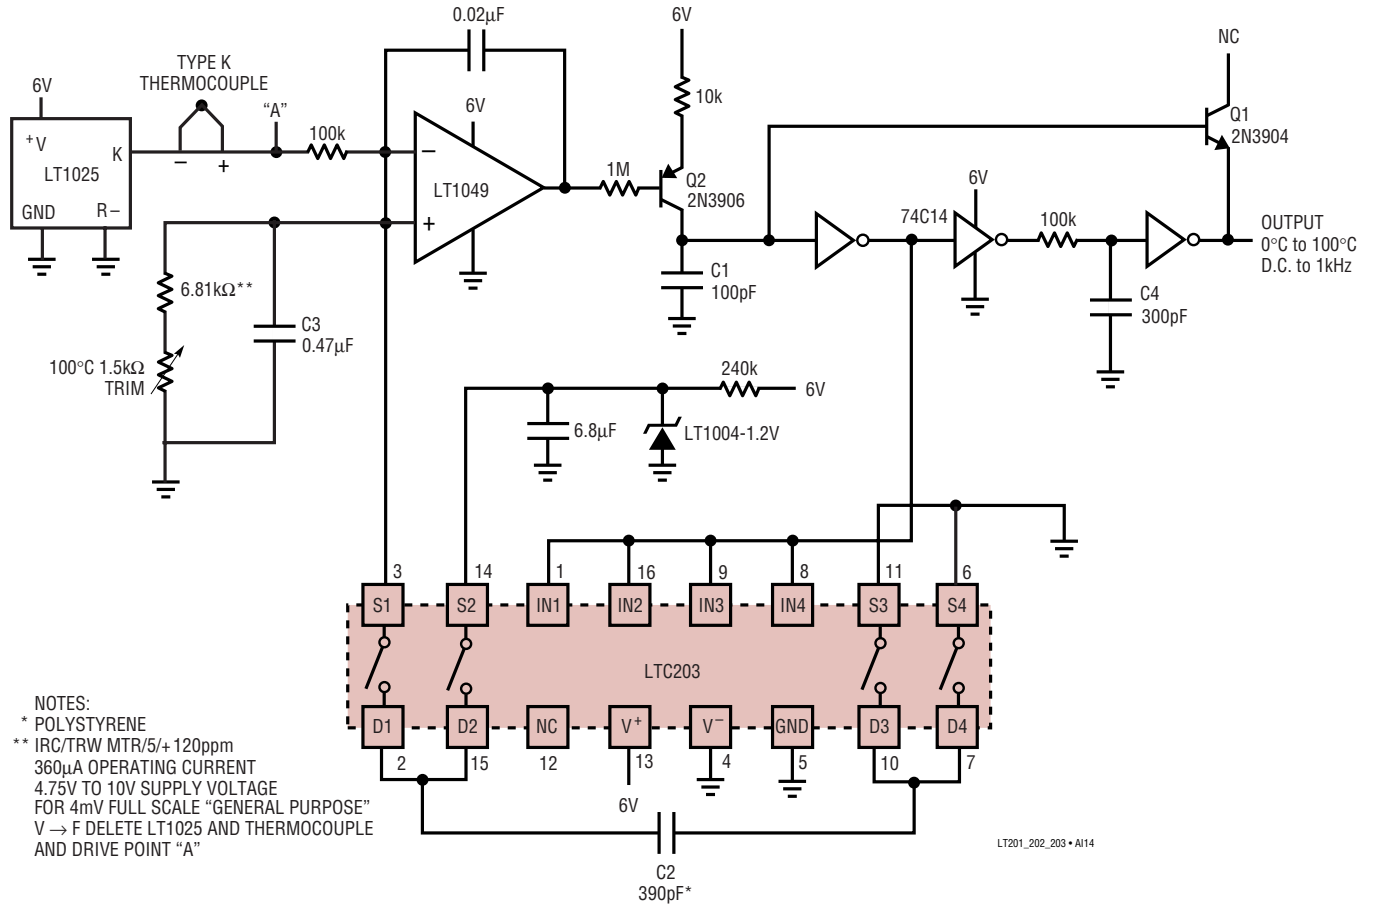 0.02µF
6V
NC
TYPE K
THERMOCOUPLE
6V
"A"
100k
6V
10k
Q1
2N3904
+V
K
LT1025
GND
R–
–
+
–
+
LT1049
1M
Q2
2N3906
6V
74C14
100k
OUTPUT
0°C to 100°C
D.C. to 1kHz
C1
100pF
C4
300pF
6.81kΩ**
C3
0.47µF
100°C 1.5kΩ
TRIM
240k
6V
6.8µF
LT1004-1.2V
3
14
1
16
9
8
11
6
S1
S2
IN1
IN2
IN3
IN4
S3
S4
LTC203
D1
D2
NC
V+
V–
GND
D3
D4
2
15
12
13
4
5
10
7
6V
NOTES:
* POLYSTYRENE
** IRC/TRW MTR/5/+120ppm
360µA OPERATING CURRENT
4.75V TO 10V SUPPLY VOLTAGE
FOR 4mV FULL SCALE "GENERAL PURPOSE"
V → F DELETE LT1025 AND THERMOCOUPLE
AND DRIVE POINT "A"
C2
390pF*
LT201_202_203 • AI14